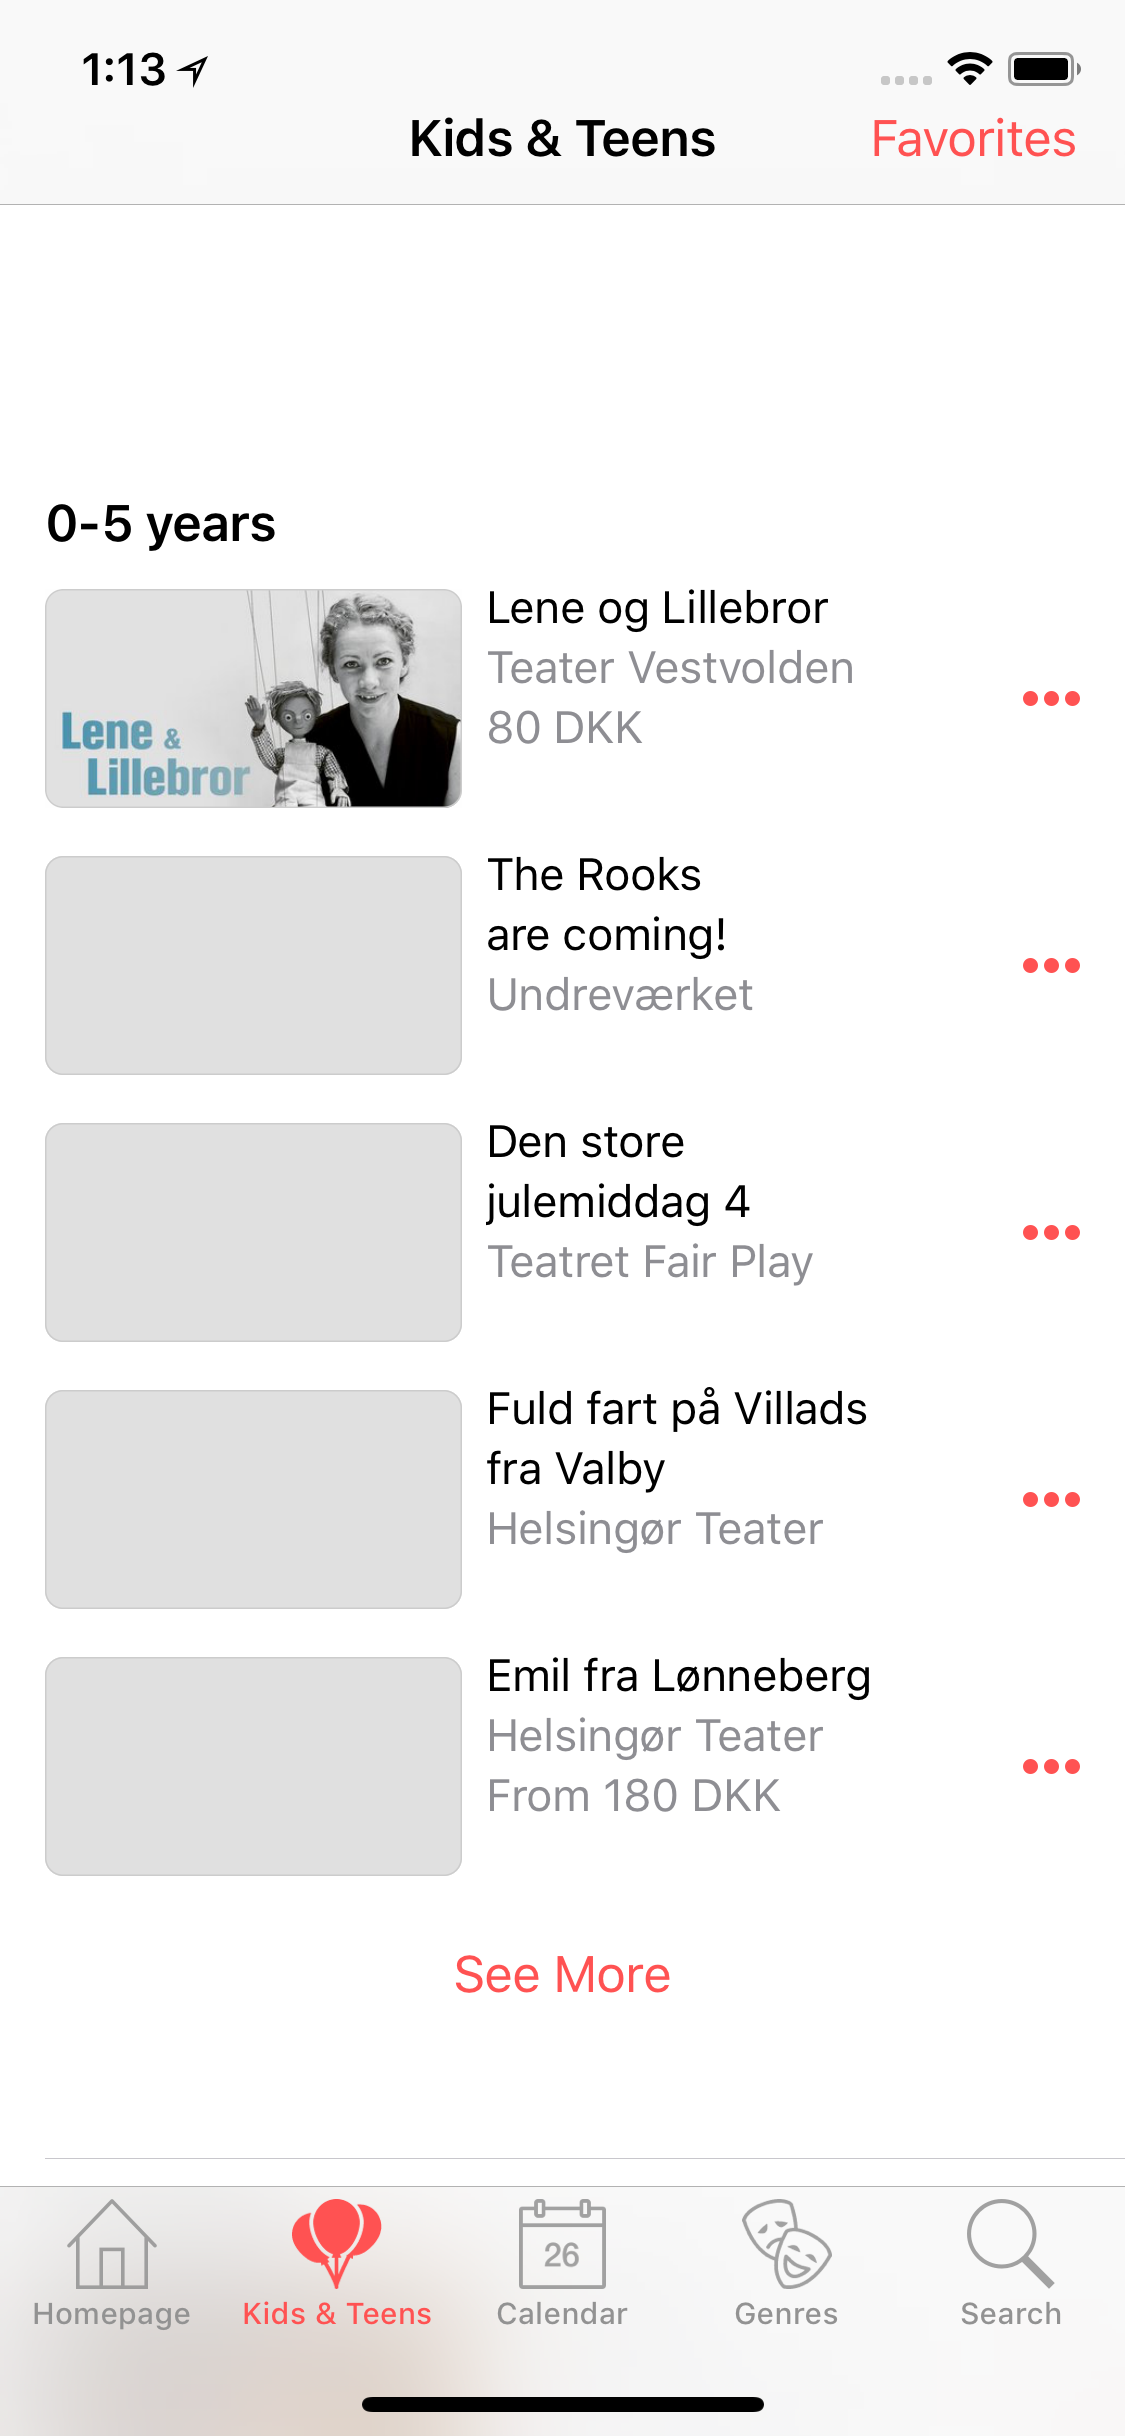 1:13
Kids & Teens
Favorites
0-5 years
Lene &
Lillebror
Lene og Lillebror
Teater Vestvolden
80 DKK
The Rooks
are coming!
Undreværket
Den store
julemiddag 4
Teatret Fair Play
Fuld fart på Villads
fra Valby
Helsingør Teater
Emil fra Lønneberg
Helsingør Teater
From 180 DKK
See More
26
Homepage
Kids & Teens
Calendar
Genres
Search